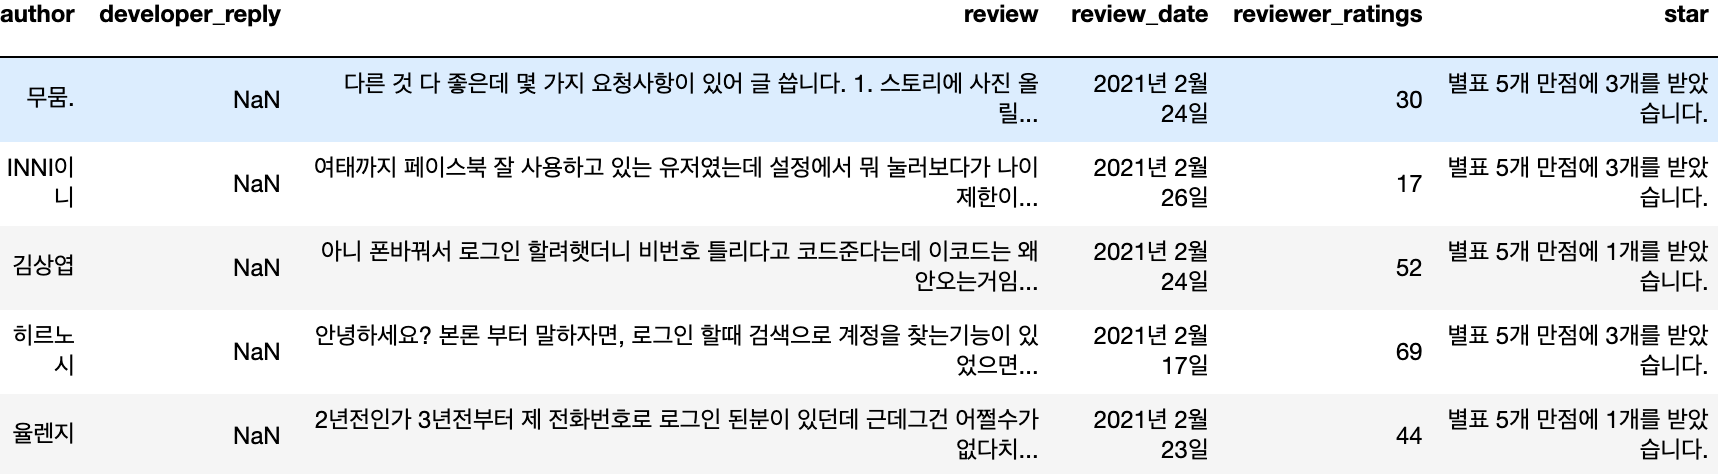 author developer_reply review review_date reviewer_ratings star
무뭄. NaN 다른 것 다 좋은데 몇 가지 요청사항이 있어 글 씁니다. 1. 스토리에 사진 올
릴... 2021년 2월
24일 30 별표 5개 만점에 3개를 받았
습니다.
INNI이
니 NaN 여태까지 페이스북 잘 사용하고 있는 유저였는데 설정에서 뭐 눌러보다가 나이
제한이... 2021년 2월
26일 17 별표 5개 만점에 3개를 받았
습니다.
김상엽 NaN 아니 폰바꿔서 로그인 할려햇더니 비번호 틀리다고 코드준다는데 이코드는 왜
안오는거임... 2021년 2월
24일 52 별표 5개 만점에 1개를 받았
습니다.
히르노
시 NaN 안녕하세요? 본론 부터 말하자면, 로그인 할때 검색으로 계정을 찾는기능이 있
었으면... 2021년 2월
17일 69 별표 5개 만점에 3개를 받았
습니다.
율렌지 NaN 2년전인가 3년전부터 제 전화번호로 로그인 된분이 있던데 근데그건 어쩔수가
없다치... 2021년 2월
23일 44 별표 5개 만점에 1개를 받았
습니다.